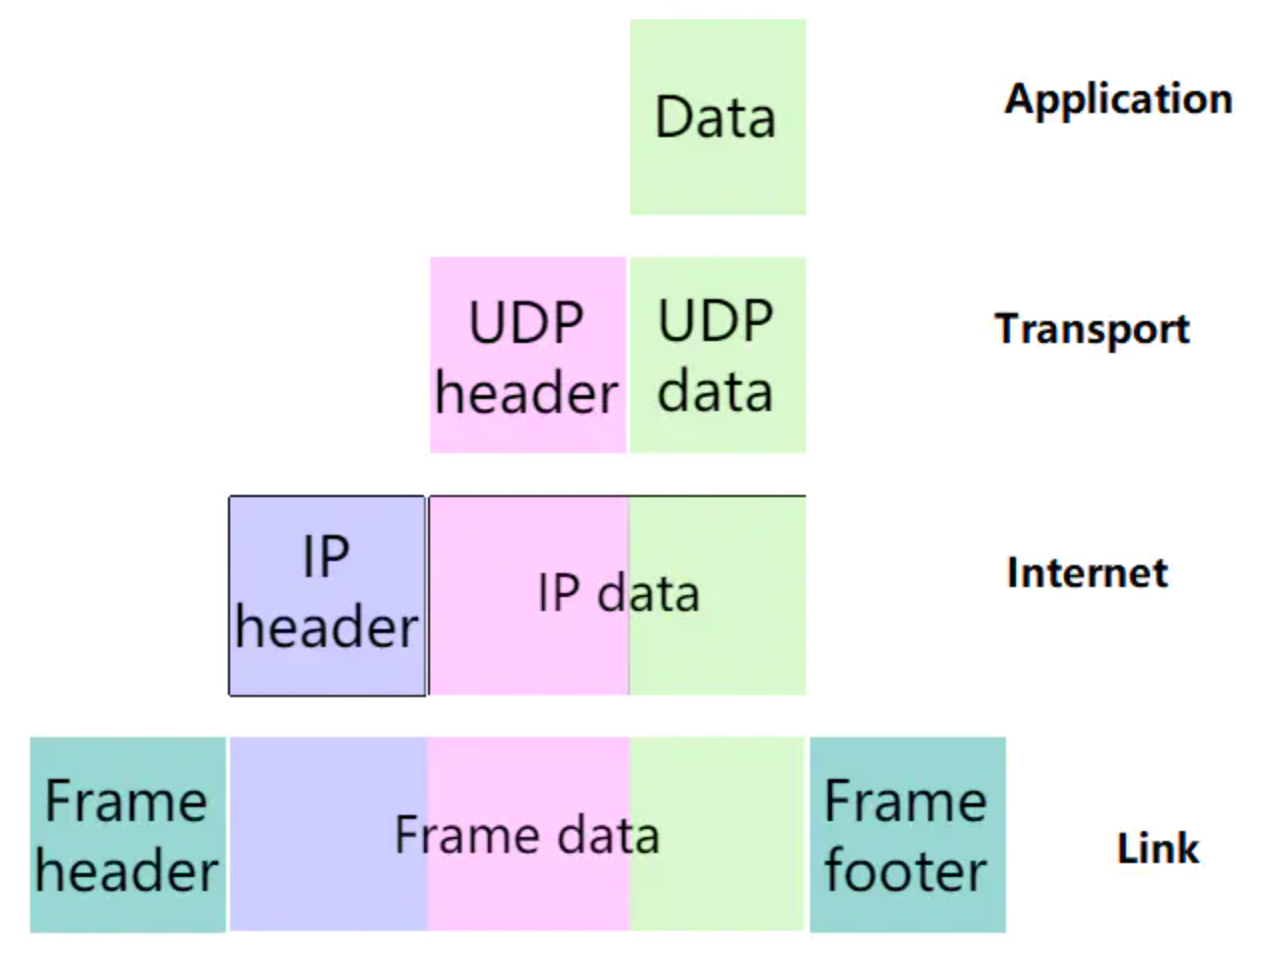 Data
Application
UDP
header
UDP
data
Transport
IP
header
IP data
Internet
Frame
header
Frame data
Frame
footer
Link